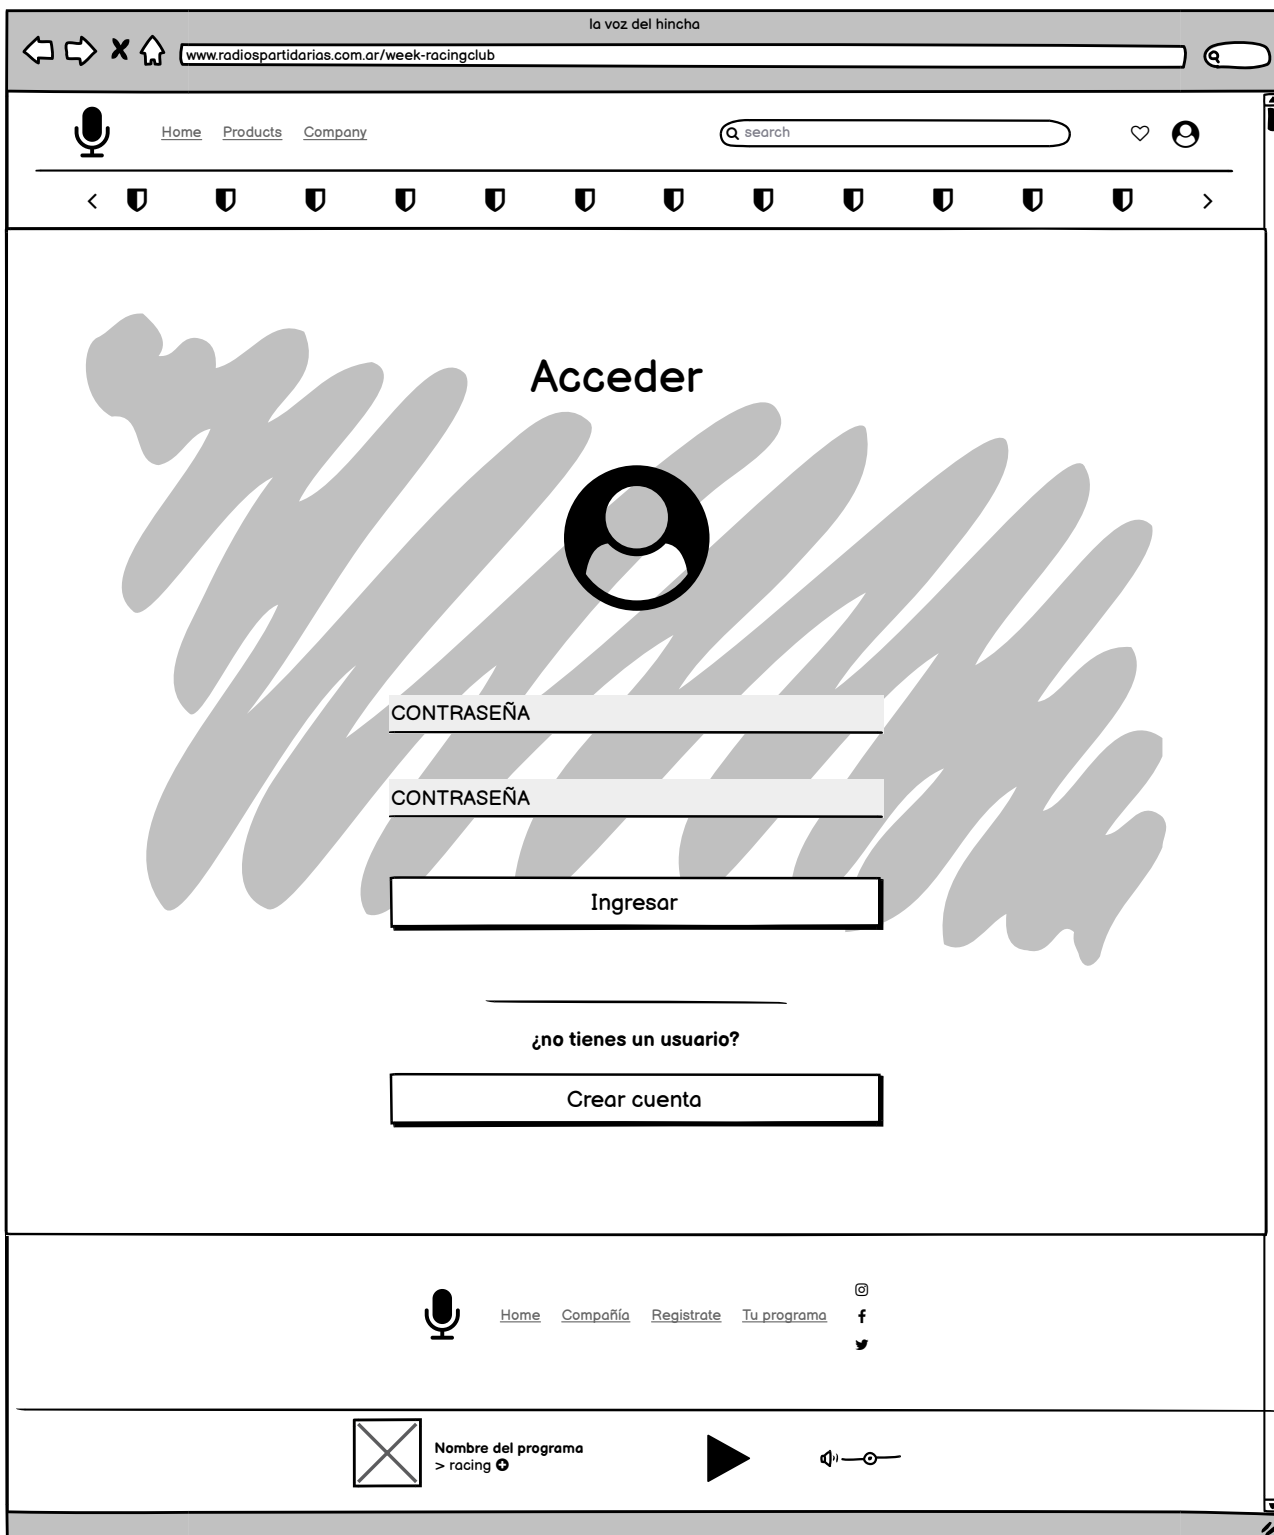 la voz del hincha
www.radiospartidarias.com.ar/week-racingclub
Home Products Company search
Acceder
CONTRASEÑA
CONTRASEÑA
Ingresar
¿no tienes un usuario?
Crear cuenta
Home Compañía Registrate Tu programa
Nombre del programa
> racing